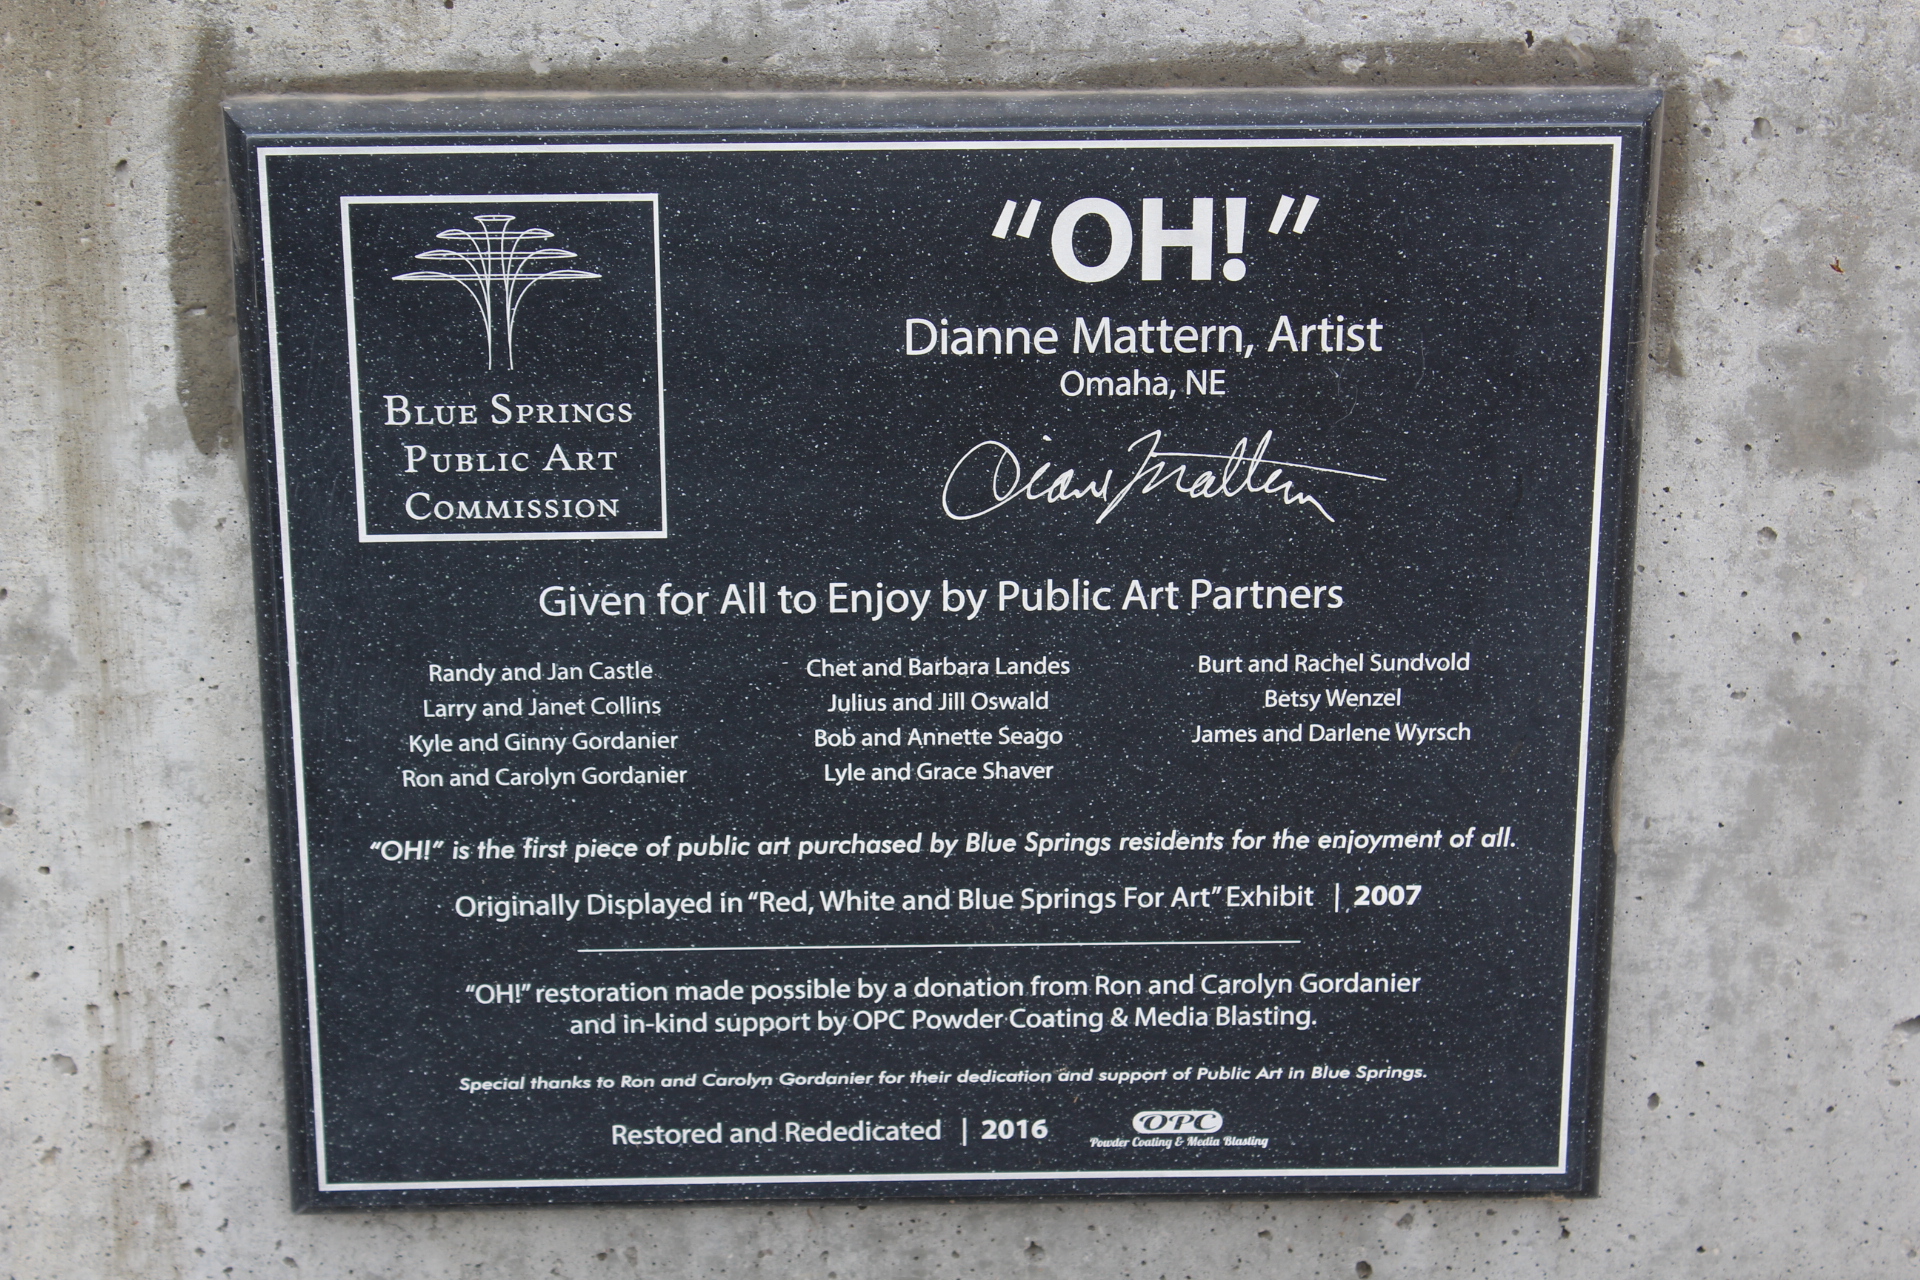 BLUE SPRINGS
PUBLIC ART
COMMISSION
“OH!”
Dianne Mattern, Artist
Omaha, NE
Diane Mattern
Given for All to Enjoy by Public Art Partners
Randy and Jan Castle
Larry and Janet Collins
Kyle and Ginny Gordanier
Ron and Carolyn Gordanier
Chet and Barbara Landes
Julius and Jill Oswald
Bob and Annette Seago
Lyle and Grace Shaver
Burt and Rachel Sundvold
Betsy Wenzel
James and Darlene Wyrsch
“OH!” is the first piece of public art purchased by Blue Springs residents for the enjoyment of all.
Originally Displayed in “Red, White and Blue Springs For Art” Exhibit | 2007
“OH!” restoration made possible by a donation from Ron and Carolyn Gordanier
and in-kind support by OPC Powder Coating & Media Blasting.
Special thanks to Ron and Carolyn Gordanier for their dedication and support of Public Art in Blue Springs.
Restored and Rededicated | 2016
OPC
Powder Coating & Media Blasting